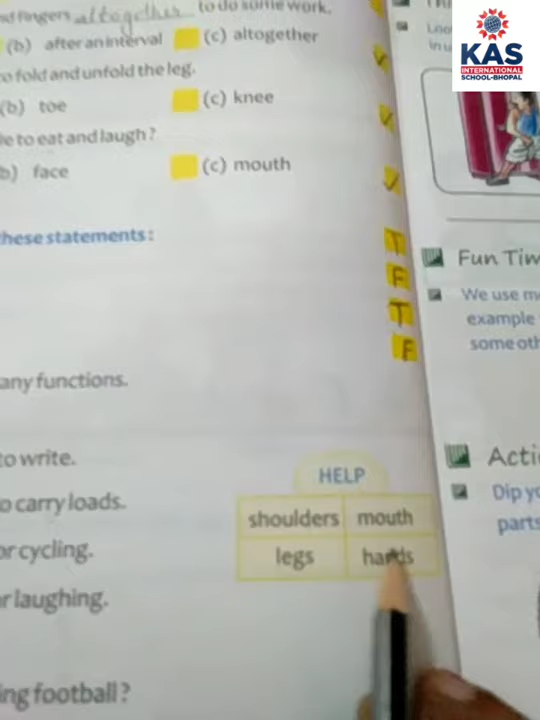 nd fingers altogether to do some work.
(b) after an interval (c) altogether
to fold and unfold the leg.
(b) toe (c) knee
le to eat and laugh?
b) face (c) mouth
these statements:
T
F
T
F
any functions.
to write.
o carry loads.
or cycling.
r laughing.
ing football?
HELP
shoulders mouth
legs hands
Fun Tim
We use m
example
some oth
Acti
Dip yo
parts
KAS
INTERNATIONAL
SCHOOL-BHOPAL